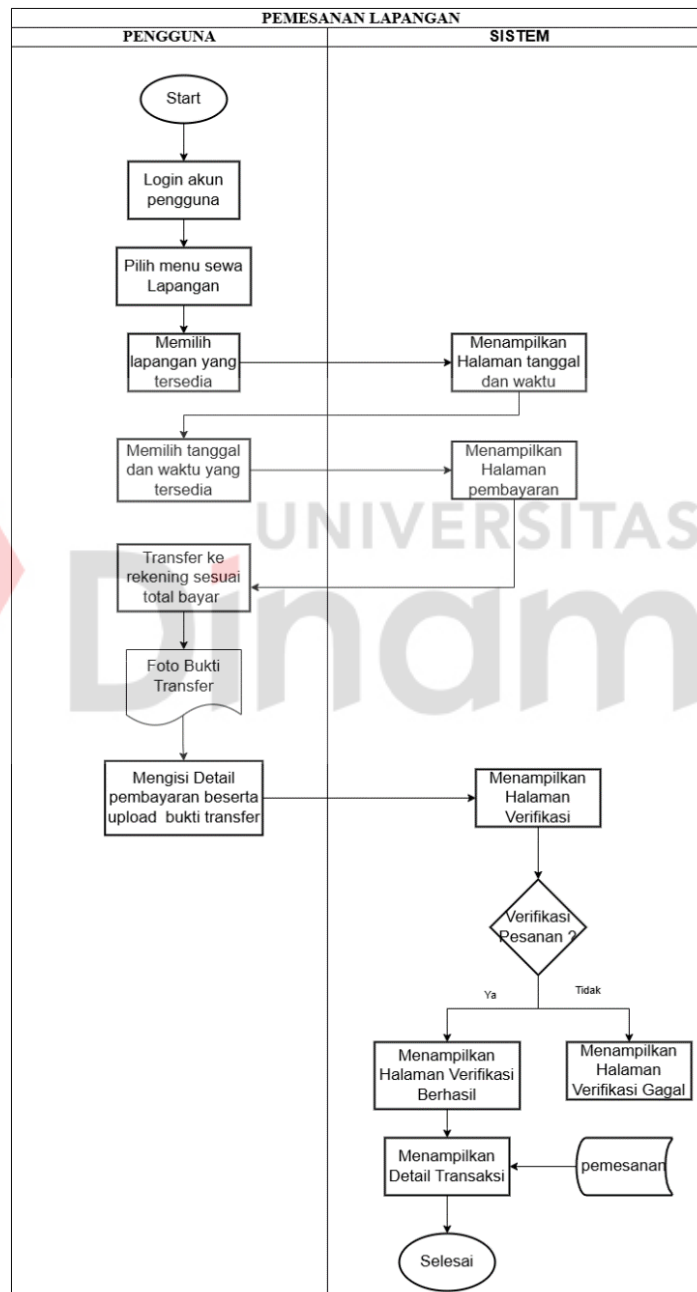 PEMESANAN LAPANGAN
PENGGUNA
SISTEM
Start
Login akun
pengguna
Pilih menu sewa
Lapangan
Memilih
lapangan yang
tersedia
Menampilkan
Halaman tanggal
dan waktu
Memilih tanggal
dan waktu yang
tersedia
Menampilkan
Halaman
pembayaran
UNIVERSITAS
Dinam
Transfer ke
rekening sesuai
total bayar
Foto Bukti
Transfer
Mengisi Detail
pembayaran beserta
upload bukti transfer
Menampilkan
Halaman
Verifikasi
Verifikasi
Pesanan ?
Ya
Tidak
Menampilkan
Halaman Verifikasi
Berhasil
Menampilkan
Halaman
Verifikasi Gagal
Menampilkan
Detail Transaksi
pemesanan
Selesai